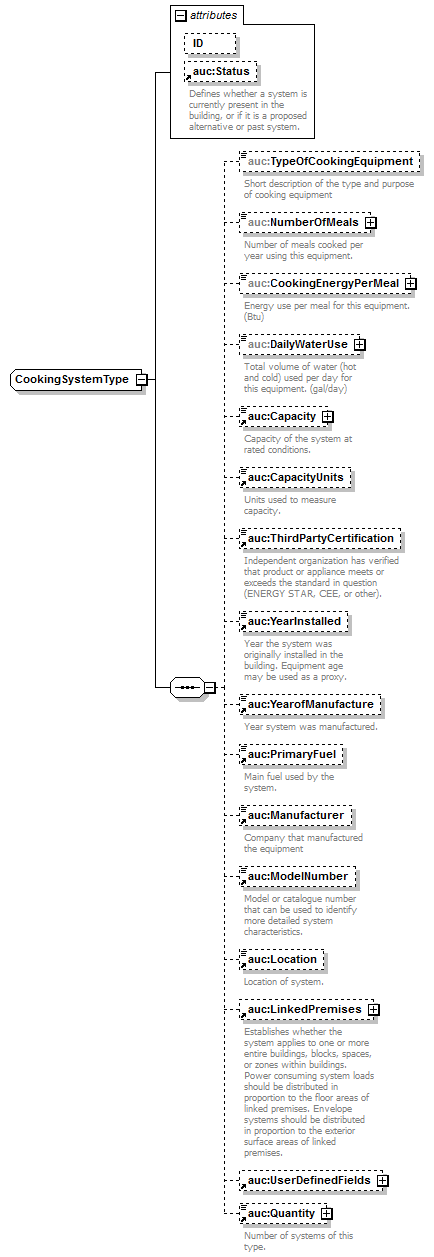 attributes
ID
auc:Status
Defines whether a system is
currently present in the
building, or if it is a proposed
alternative or past system.
auc:TypeOfCookingEquipment
Short description of the type and purpose
of cooking equipment
auc:NumberOfMeals
Number of meals cooked per
year using this equipment.
auc:CookingEnergyPerMeal
Energy use per meal for this equipment.
(Btu)
auc:DailyWaterUse
Total volume of water (hot
and cold) used per day for
this equipment. (gal/day)
CookingSystemType
auc:Capacity
Capacity of the system at
rated conditions.
auc:CapacityUnits
Units used to measure
capacity.
auc:ThirdPartyCertification
Independent organization has verified
that product or appliance meets or
exceeds the standard in question
(ENERGY STAR, CEE, or other).
auc:YearInstalled
Year the system was
originally installed in the
building. Equipment age
may be used as a proxy.
auc:YearofManufacture
Year system was manufactured.
auc:PrimaryFuel
Main fuel used by the
system.
auc:Manufacturer
Company that manufactured
the equipment
auc:ModelNumber
Model or catalogue number
that can be used to identify
more detailed system
characteristics.
auc:Location
Location of system.
auc:LinkedPremises
Establishes whether the
system applies to one or more
entire buildings, blocks, spaces,
or zones within buildings.
Power consuming system loads
should be distributed in
proportion to the floor areas of
linked premises. Envelope
systems should be distributed
in proportion to the exterior
surface areas of linked
premises.
auc:UserDefinedFields
auc:Quantity
Number of systems of this
type.